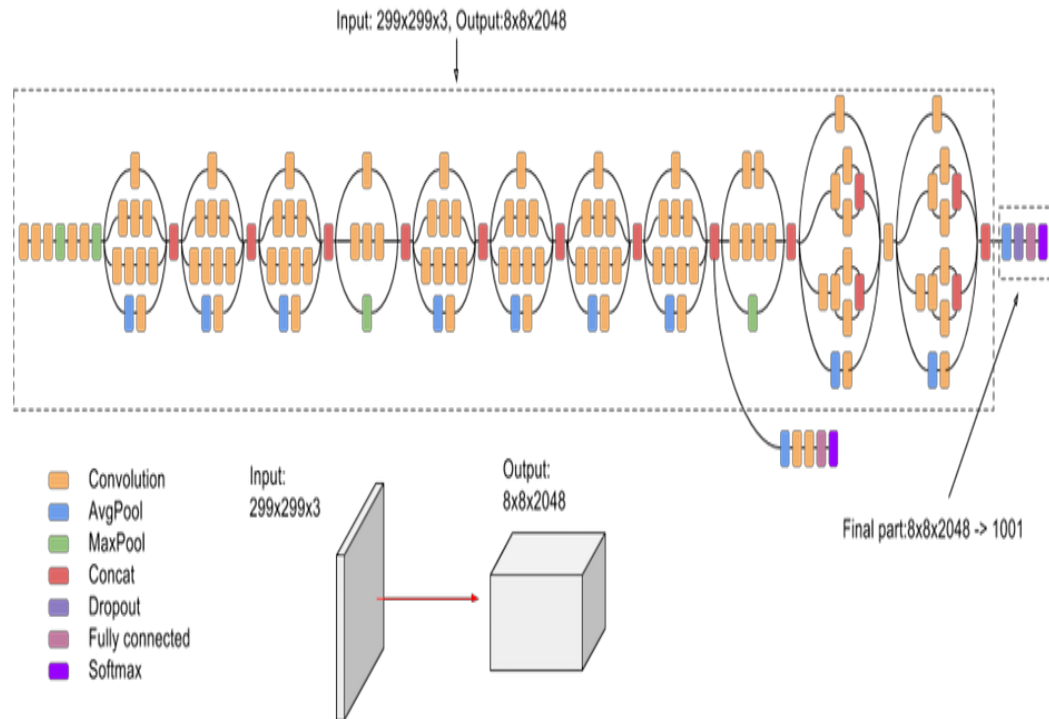 Input: 299x299x3, Output:8x8x2048
Convolution
AvgPool
MaxPool
Concat
Dropout
Fully connected
Softmax
Input:
299x299x3
Output:
8x8x2048
Final part:8x8x2048 -> 1001